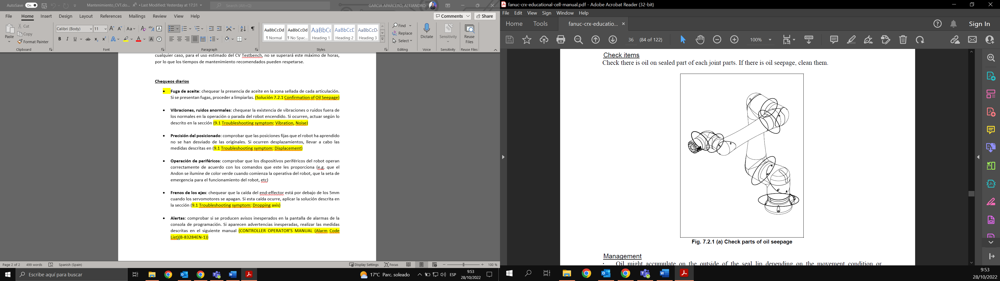 AutoSave On
Mantenimiento_CVT.do... • Last Modified: Yesterday at 17:31
Search (Alt+Q)
GARCIA APARCERO, ALEJANDRO
File Home Insert Design Layout References Mailings Review View Help
Comments Share
Paste
Cut
Copy
Format Painter
Clipboard
Calibri (Body) 11
Font
Paragraph
AaBbCcDd AaBbCcDd AaBbCc AaBbCcE AaBbCcD
¶ Normal ¶ No Spac... Heading 1 Heading 2 Heading 3
Styles
Find
Replace
Select
Editing
Dictate
Voice
Sensitivity
Sensitivity
Reuse Files
Reuse Files
cualquier caso, para el uso estimado del CV Testbench, no se superará este máximo de horas,
por lo que los tiempos de mantenimiento recomendados pueden respetarse.
Chequeos diarios
• Fuga de aceite: chequear la presencia de aceite en la zona sellada de cada articulación.
Si se presentan fugas, proceder a limpiarlas. (Solución 7.2.1 Confirmation of Oil Seepage)
• Vibraciones, ruidos anormales: chequear la existencia de vibraciones o ruidos fuera de
los normales en la operación o parada del robot encendido. Si ocurren, actuar según lo
descrito en la sección (9.1 Troubleshooting symptom: Vibration, Noise)
• Precisión del posicionado: comprobar que las posiciones fijas que el robot ha aprendido
no se han desviado de las originales. Si ocurren desplazamientos, llevar a cabo las
medidas descritas en (9.1 Troubleshooting symptom: Displacement)
• Operación de periféricos: comprobar que los dispositivos periféricos del robot operan
correctamente de acuerdo con los comandos que este les proporciona (e.g. que el
Andon se ilumine de color verde cuando comienza la operativa del robot, que la seta de
emergencia para el funcionamiento del robot, etc)
• Frenos de los ejes: chequear que la caída del end-effector está por debajo de los 5mm
cuando los servomotores se apagan. Si esta caída ocurre, aplicar la solución descrita en
la sección (9.1 Troubleshooting symptom: Dropping axis)
• Alertas: comprobar si se producen avisos inesperados en la pantalla de alarmas de la
consola de programación. Si aparecen advertencias inesperadas, realizar las medidas
descritas en el siguiente manual (CONTROLLER OPERATOR'S MANUAL (Alarm Code
List)(B-83284EN-1))
Page 2 of 2 499 words Spanish (Spain)
Display Settings Focus 100 %
Escribe aquí para buscar
17°C Parc. soleado
ESP
9:53
28/10/2022
fanuc-crx-educational-cell-manual.pdf - Adobe Acrobat Reader (32-bit)
File Edit View Sign Window Help
Home Tools fanuc-crx-educatio... × Sign In
36 (84 of 122) 100%
Check items
Check there is oil on sealed part of each joint parts. If there is oil seepage, clean them.
Fig. 7.2.1 (a) Check parts of oil seepage
Management
· Oil might accumulate on the outside of the seal lip depending on the movement condition or
9:53
28/10/2022